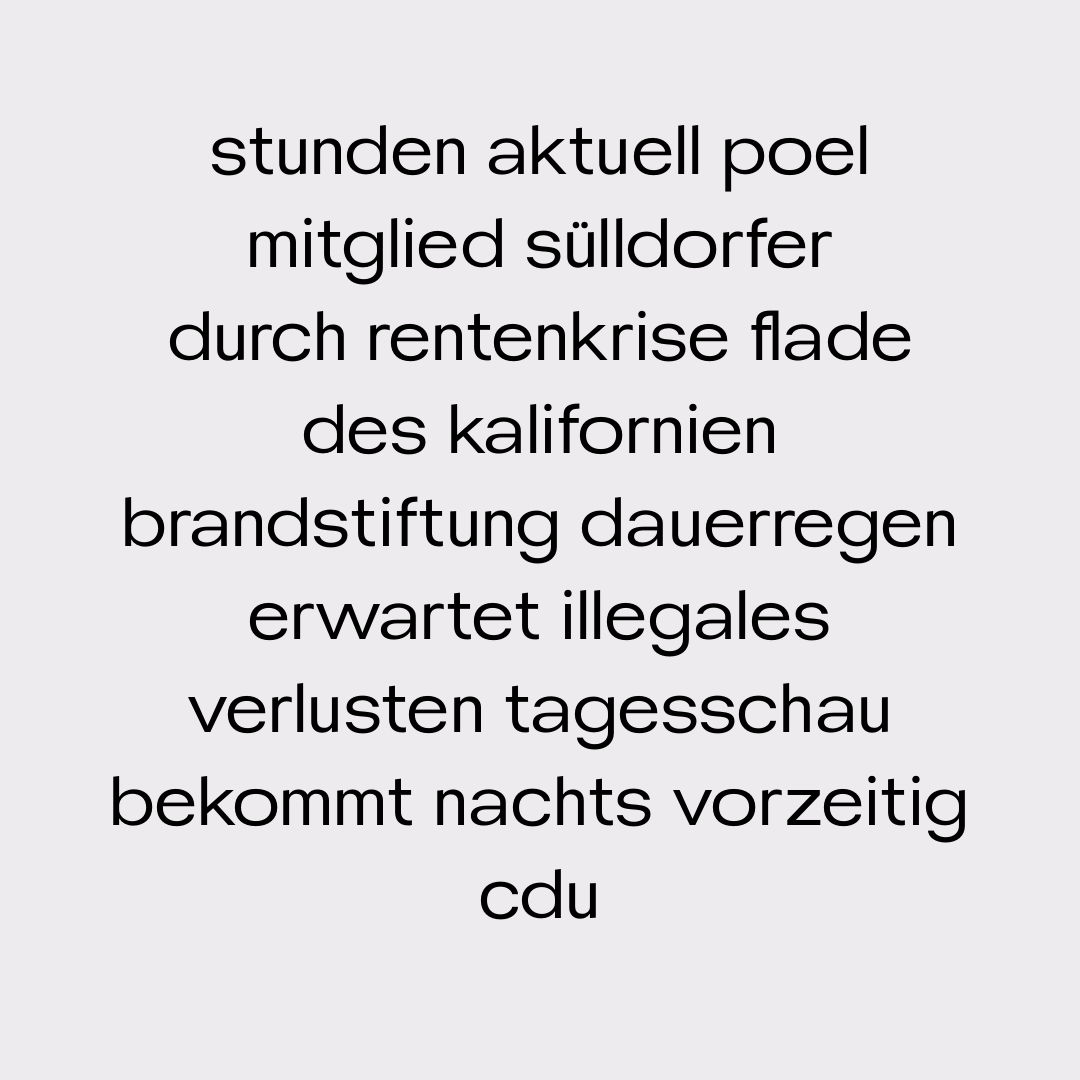 stunden aktuell poel
mitglied sülldorfer
durch rentenkrise flade
des kalifornien
brandstiftung dauerregen
erwartet illegales
verlusten tagesschau
bekommt nachts vorzeitig
cdu